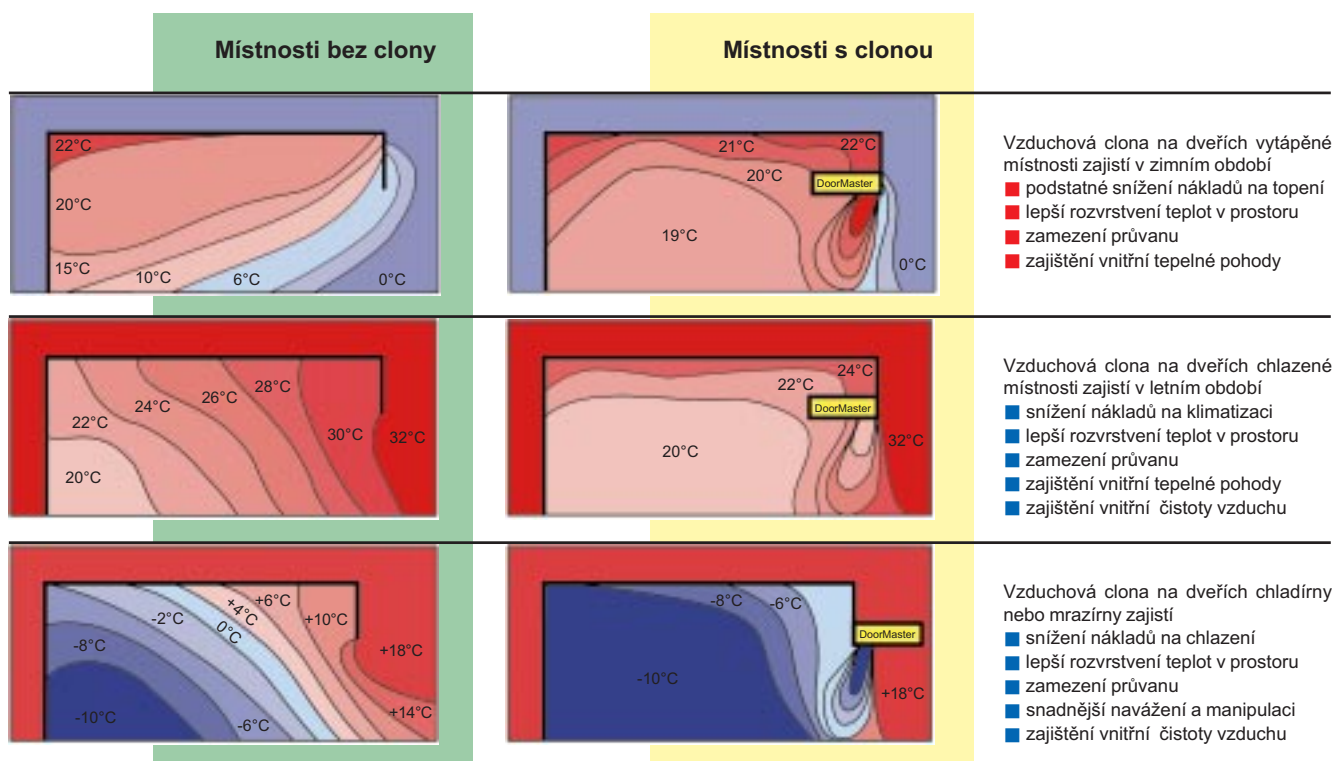 Místnosti bez clony
Místnosti s clonou
22°C
20°C
15°C
10°C
6°C
0°C
21°C
22°C
20°C
DoorMaster
19°C
0°C
Vzduchová clona na dveřích vytápěné
místnosti zajistí v zimním období
podstatné snížení nákladů na topení
lepší rozvrstvení teplot v prostoru
zamezení průvanu
zajištění vnitřní tepelné pohody
28°C
26°C
24°C
22°C
30°C
32°C
20°C
24°C
22°C
DoorMaster
32°C
20°C
Vzduchová clona na dveřích chlazené
místnosti zajistí v letním období
snížení nákladů na klimatizaci
lepší rozvrstvení teplot v prostoru
zamezení průvanu
zajištění vnitřní tepelné pohody
zajištění vnitřní čistoty vzduchu
+6°C
+4°C
-2°C
0°C
+10°C
-8°C
+18°C
-10°C
-6°C
+14°C
-8°C
-6°C
DoorMaster
-10°C
+18°C
Vzduchová clona na dveřích chladírny
nebo mrazírny zajistí
snížení nákladů na chlazení
lepší rozvrstvení teplot v prostoru
zamezení průvanu
snadnější navážení a manipulaci
zajištění vnitřní čistoty vzduchu